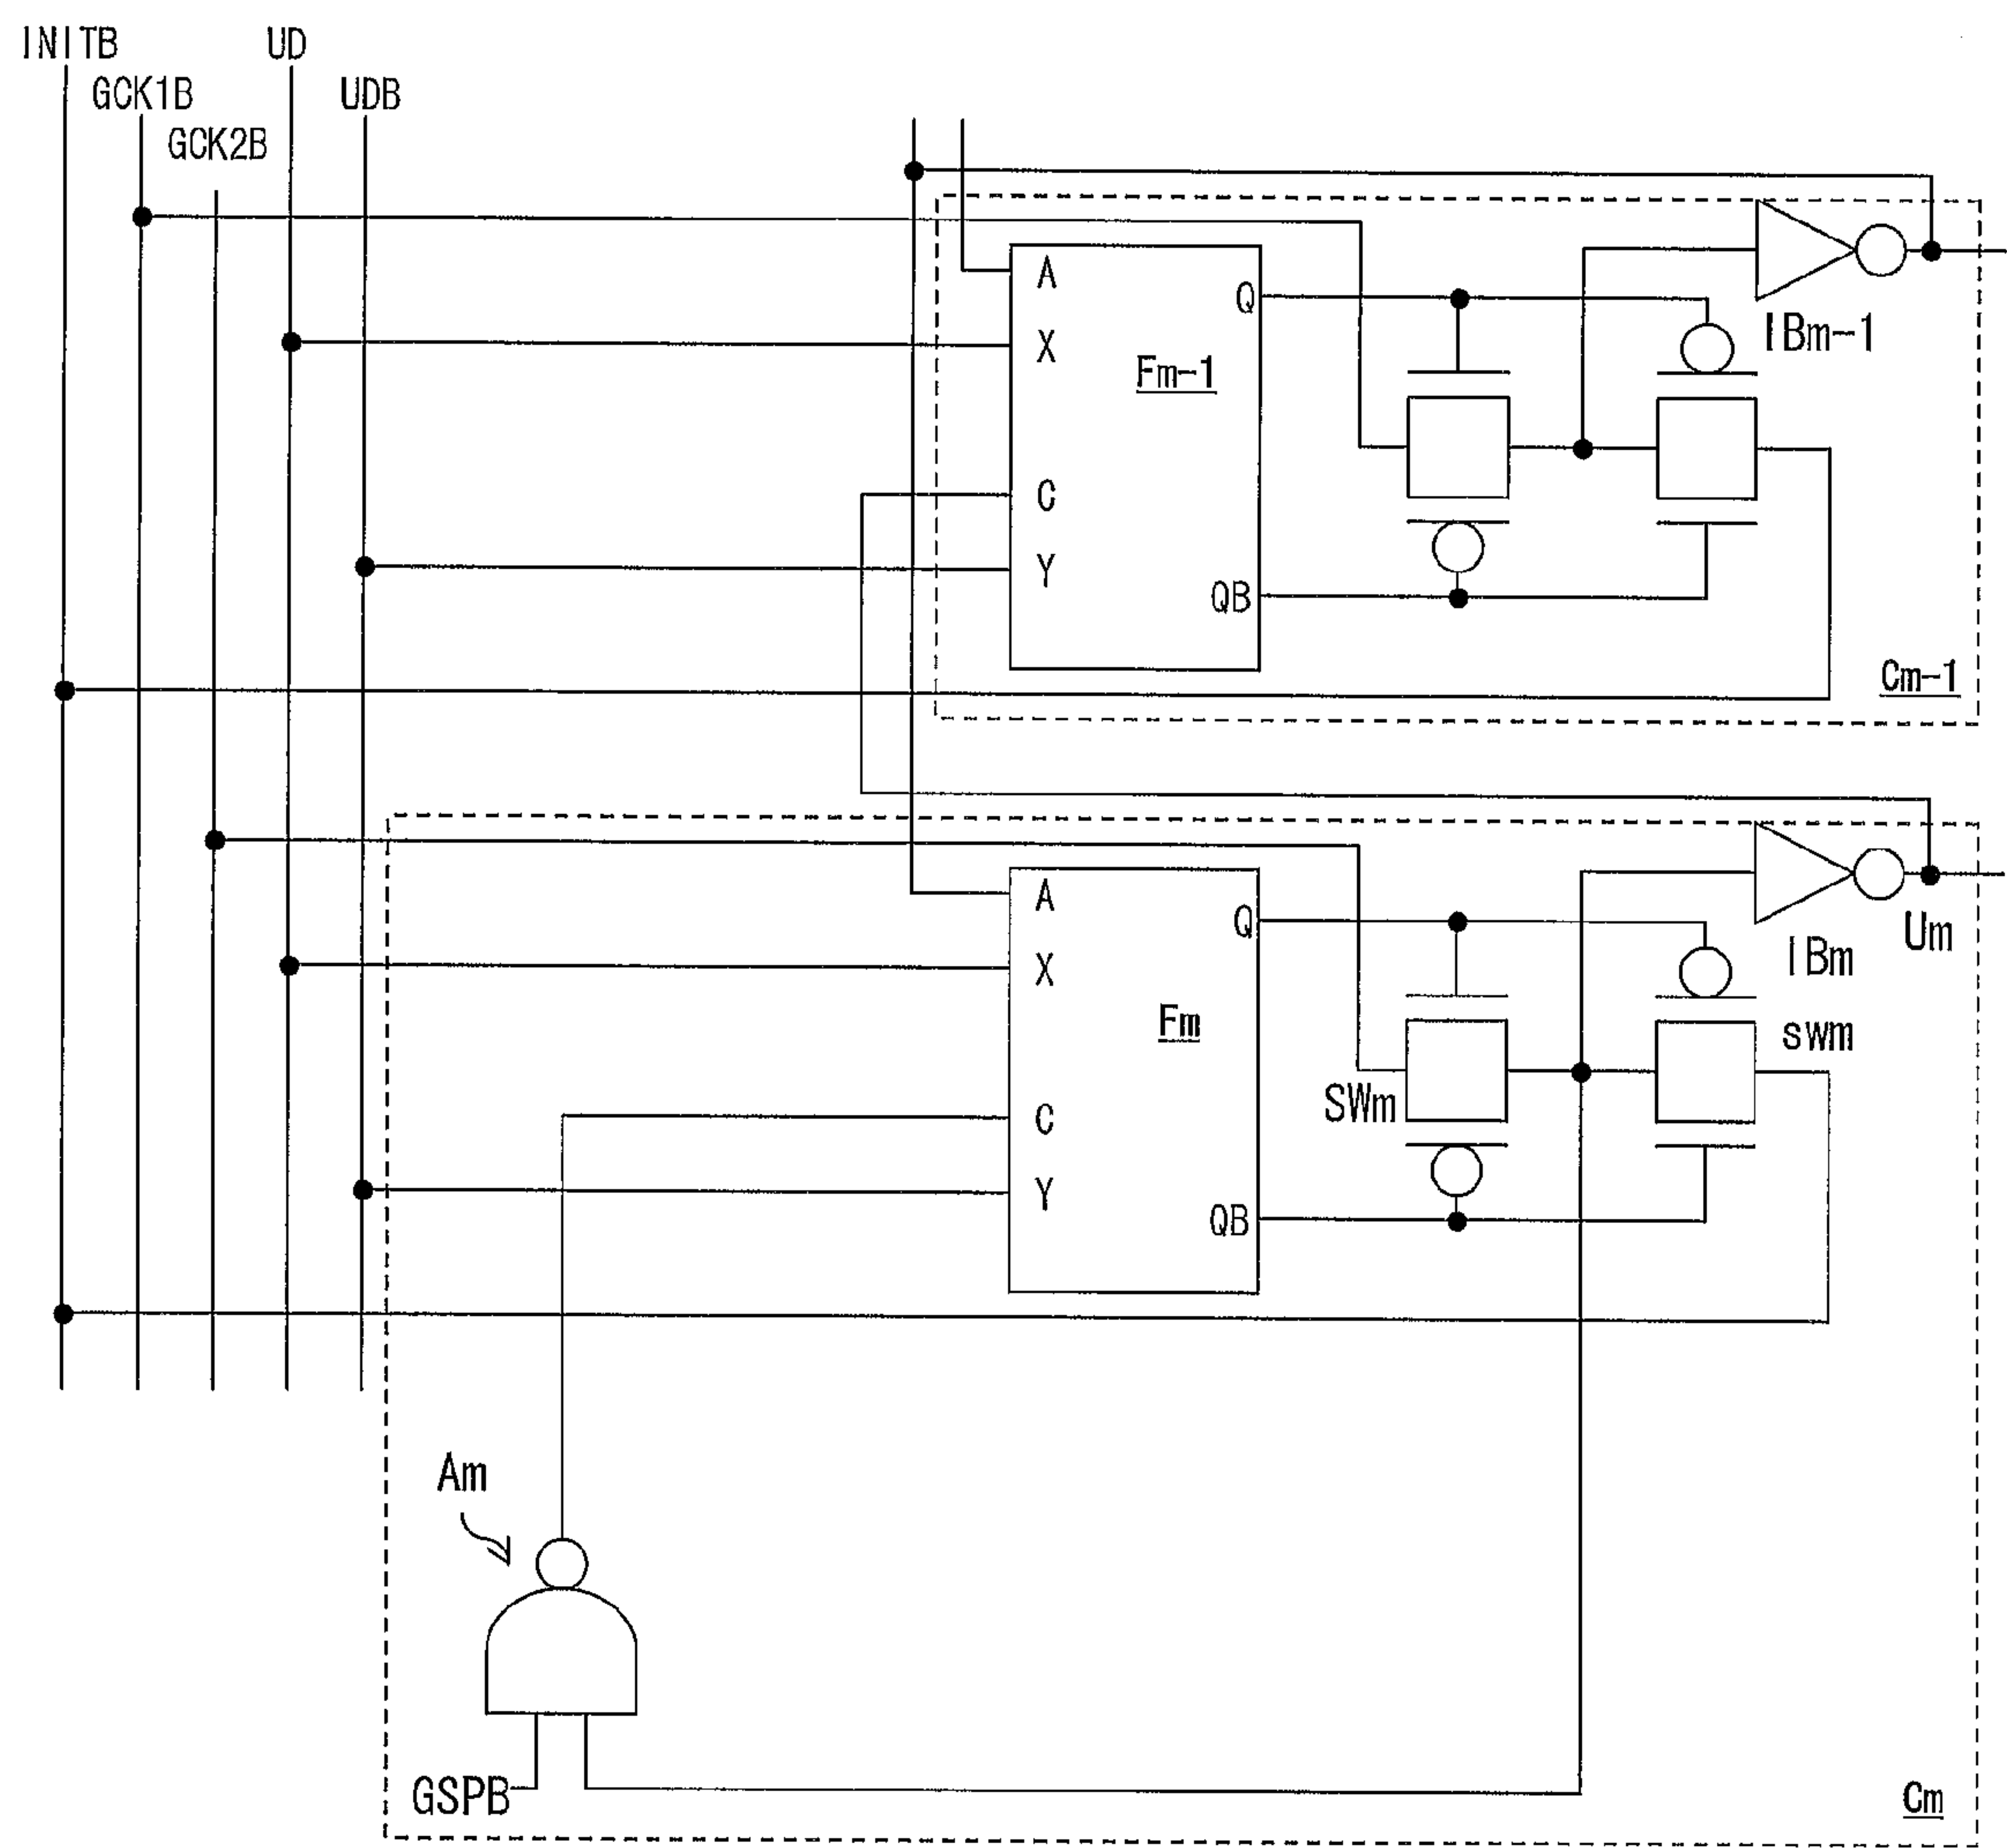 INITB
UD
GCK1B
UDB
GCK2B
A
Q
X
Fm-1
IBm-1
C
Y
QB
Cm-1
A
Q
X
Fm
IBm
Um
swm
SWm
C
Y
QB
Am
GSPB
Cm